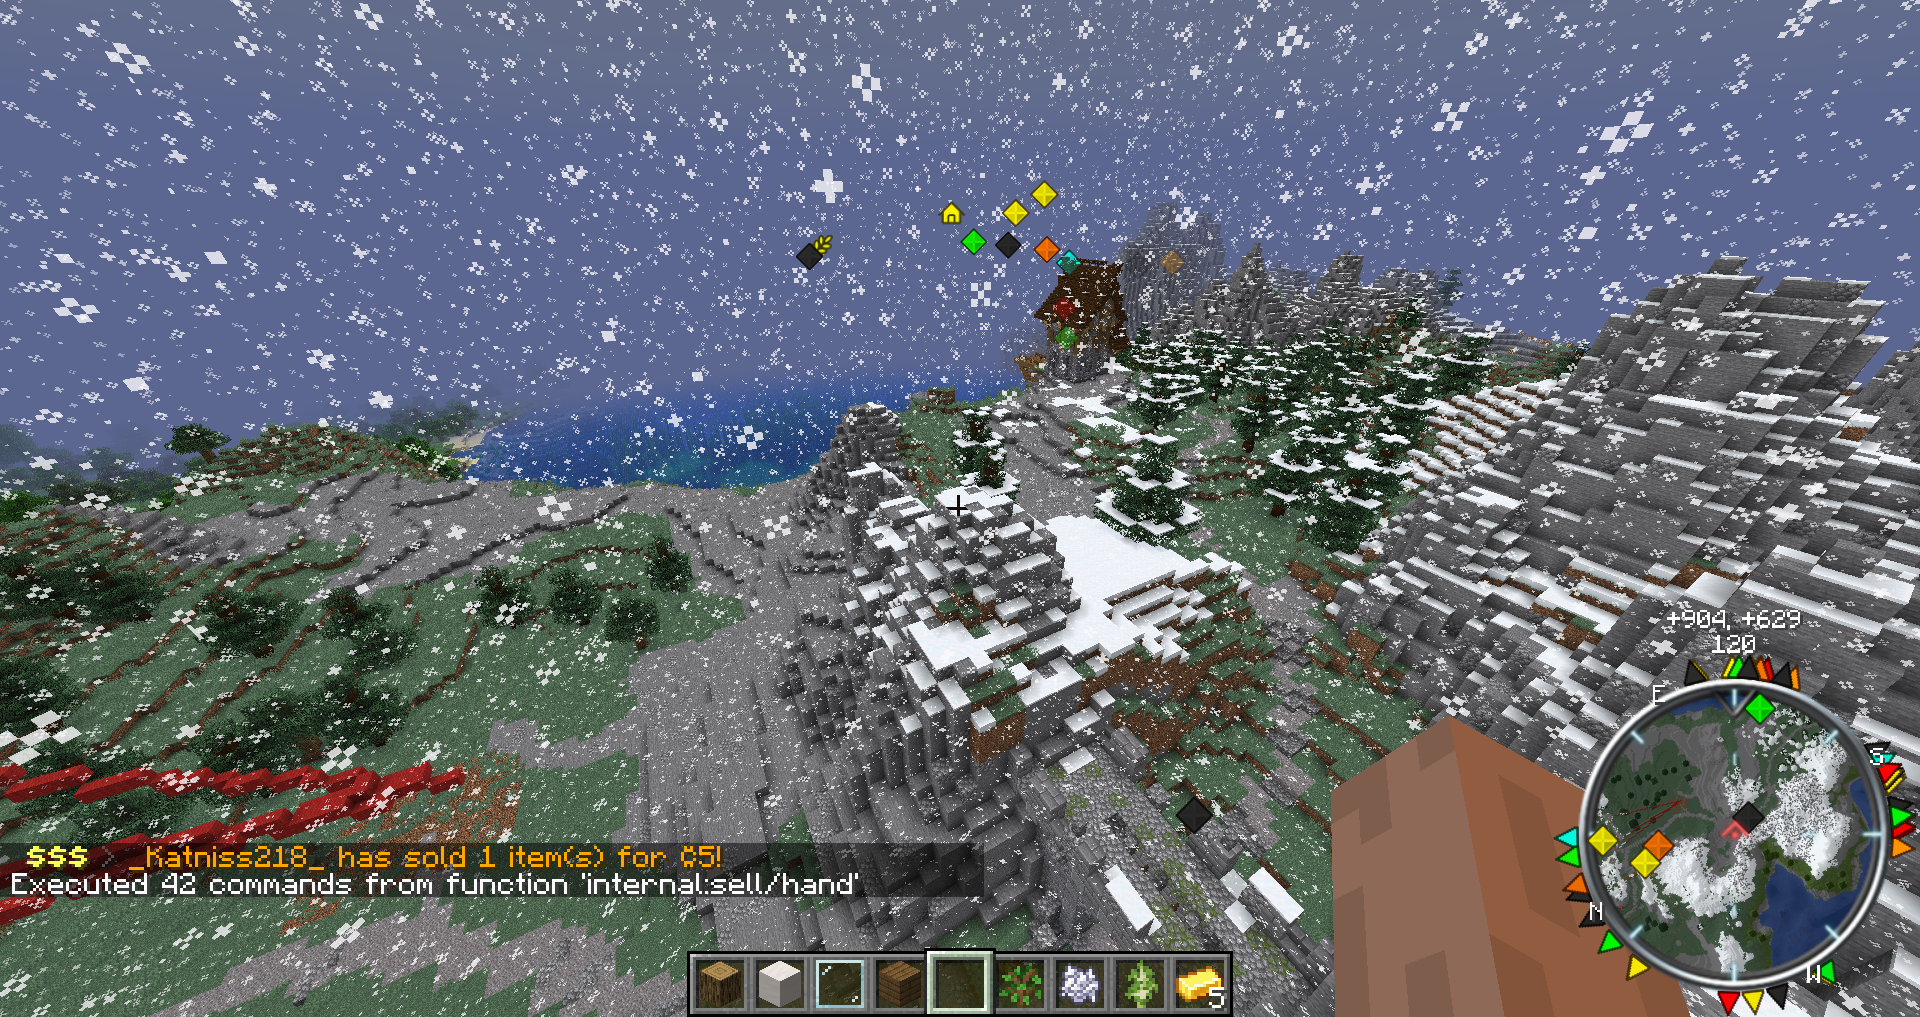 +904, +629
120
E
S
$$$ > _Katniss218_ has sold 1 item(s) for ₿5!
Executed 42 commands from function 'internal:sell/hand'
N
W
5